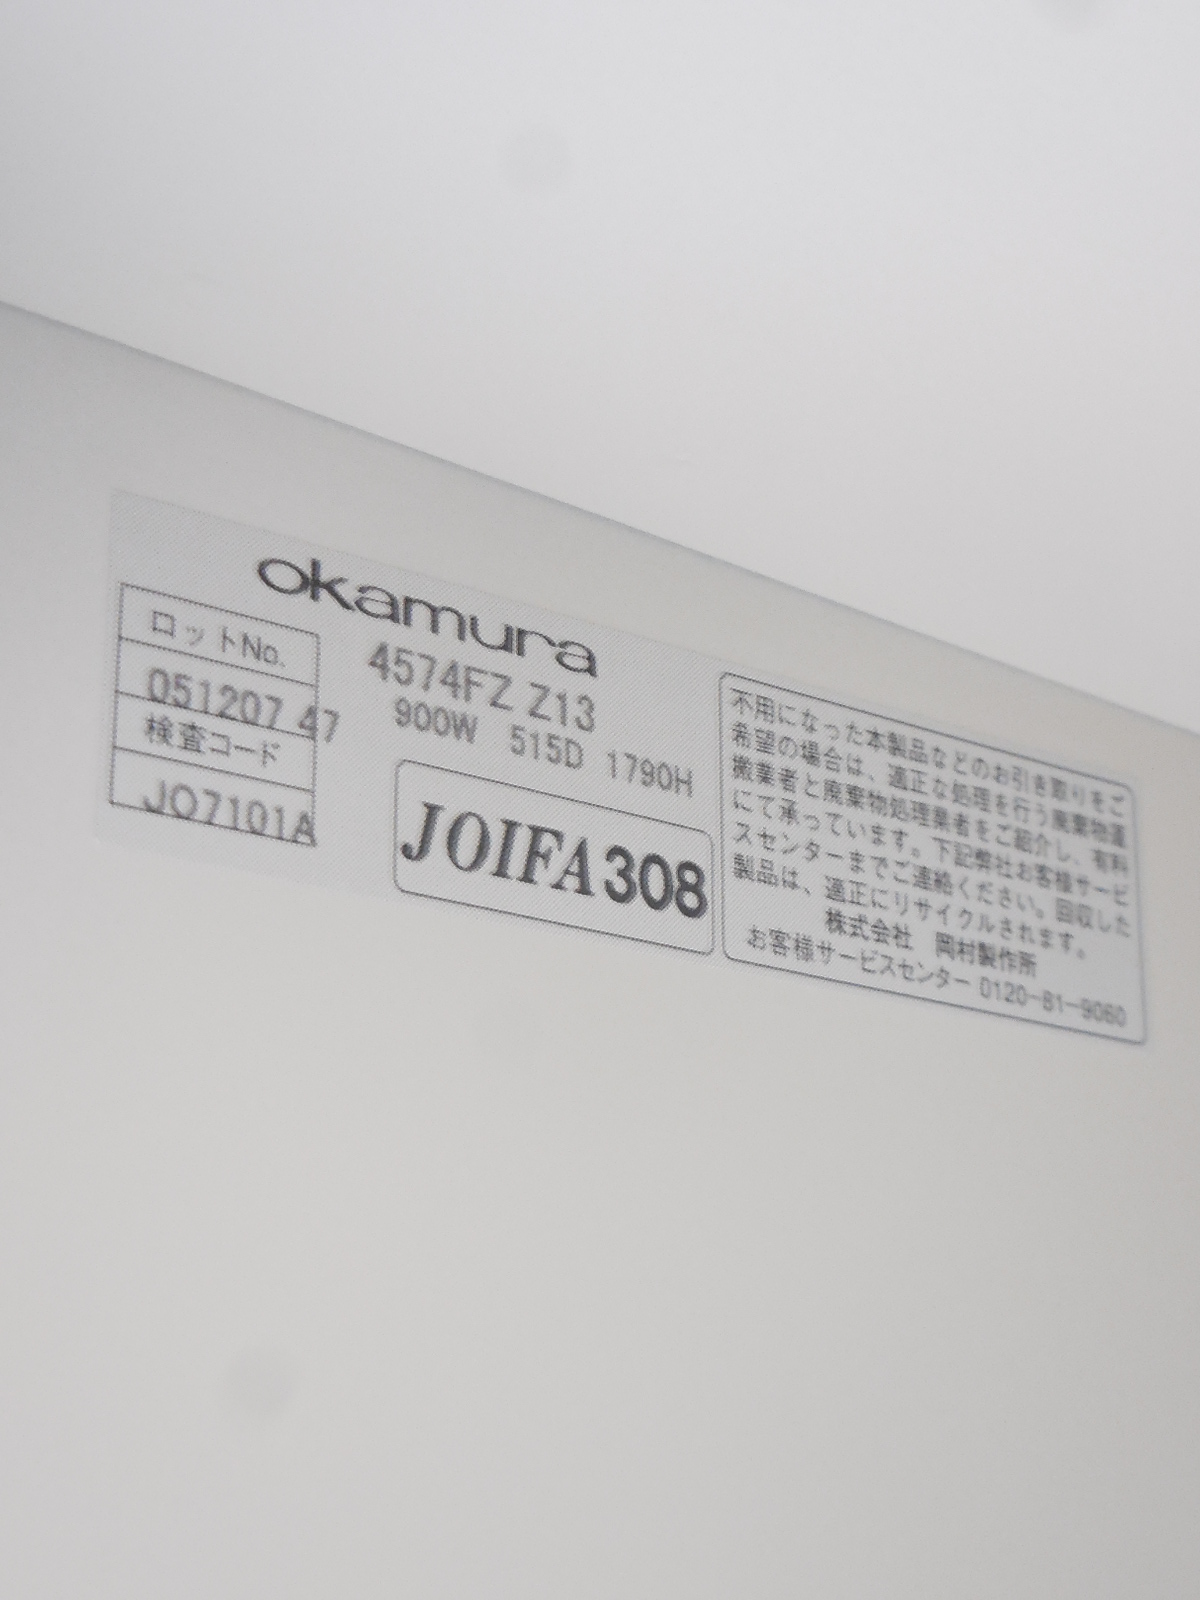 okamura
ロットNo.
051207 47
検査コード
JO7101A
4574FZ Z13
900W 515D 1790H
JOIFA308
不用になった本製品などのお引き取りをご
希望の場合は、適正な処理を行う廃棄物運
搬業者と廃棄物処理業者をご紹介し、有料
にて承っています。下記弊社お客様サービ
スセンターまでご連絡ください。回収した
製品は、適正にリサイクルされます。
株式会社 岡村製作所
お客様サービスセンター 0120-81-9060